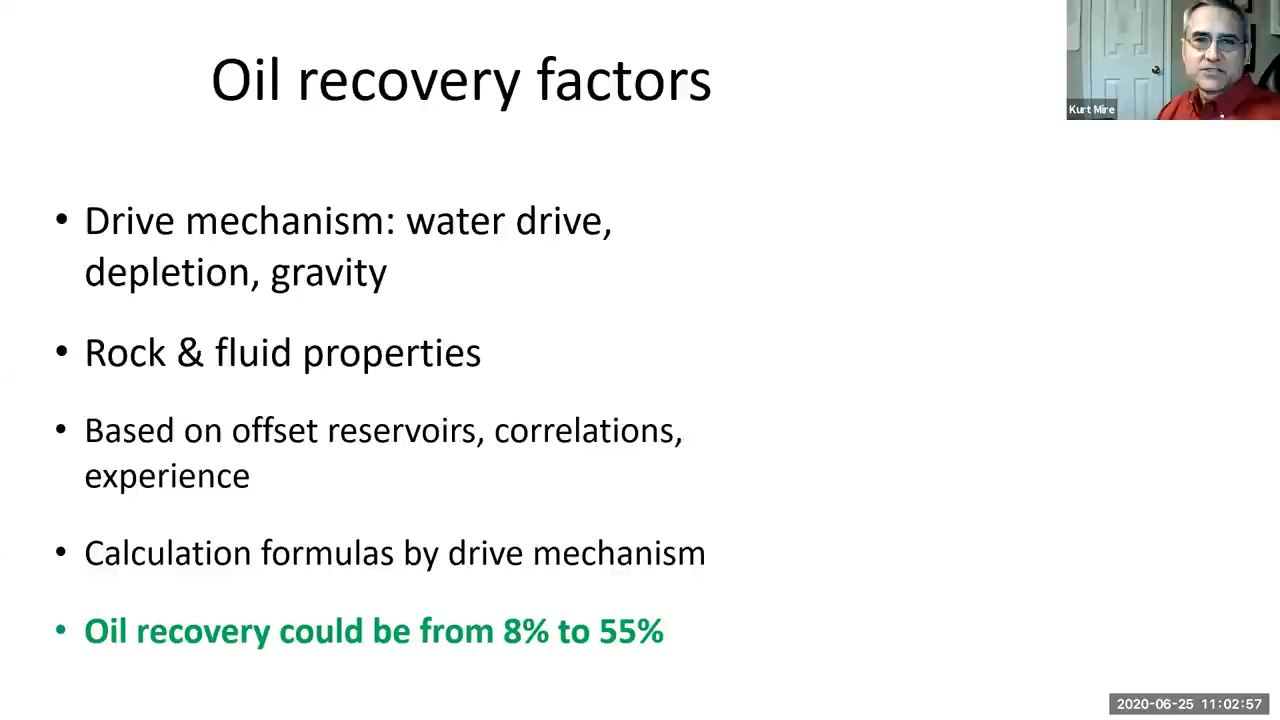 Oil recovery factors
Kurt Mire
• Drive mechanism: water drive,
depletion, gravity
• Rock & fluid properties
• Based on offset reservoirs, correlations,
experience
• Calculation formulas by drive mechanism
• Oil recovery could be from 8% to 55%
2020-06-25 11:02:57